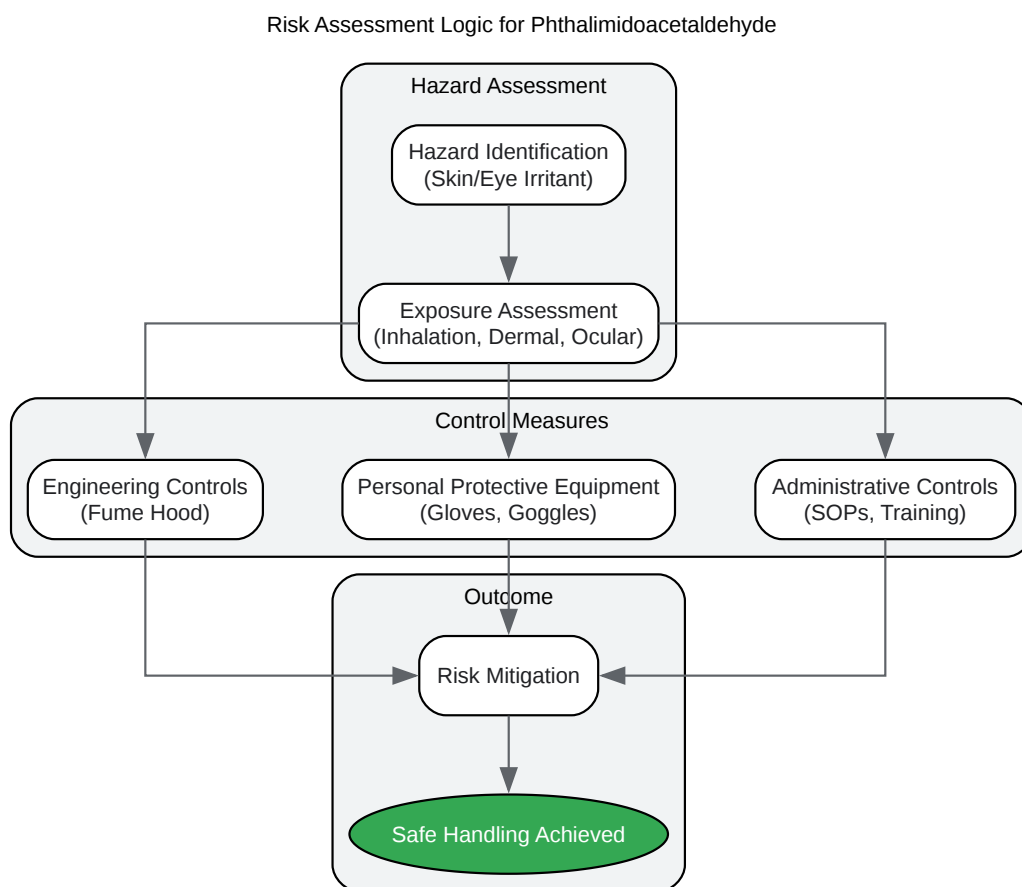 Risk Assessment Logic for Phthalimidoacetaldehyde
Hazard Assessment
Hazard Identification
(Skin/Eye Irritant)
Exposure Assessment
(Inhalation, Dermal, Ocular)
Control Measures
Engineering Controls
(Fume Hood)
Personal Protective Equipment
(Gloves, Goggles)
Administrative Controls
(SOPs, Training)
Outcome
Risk Mitigation
Safe Handling Achieved